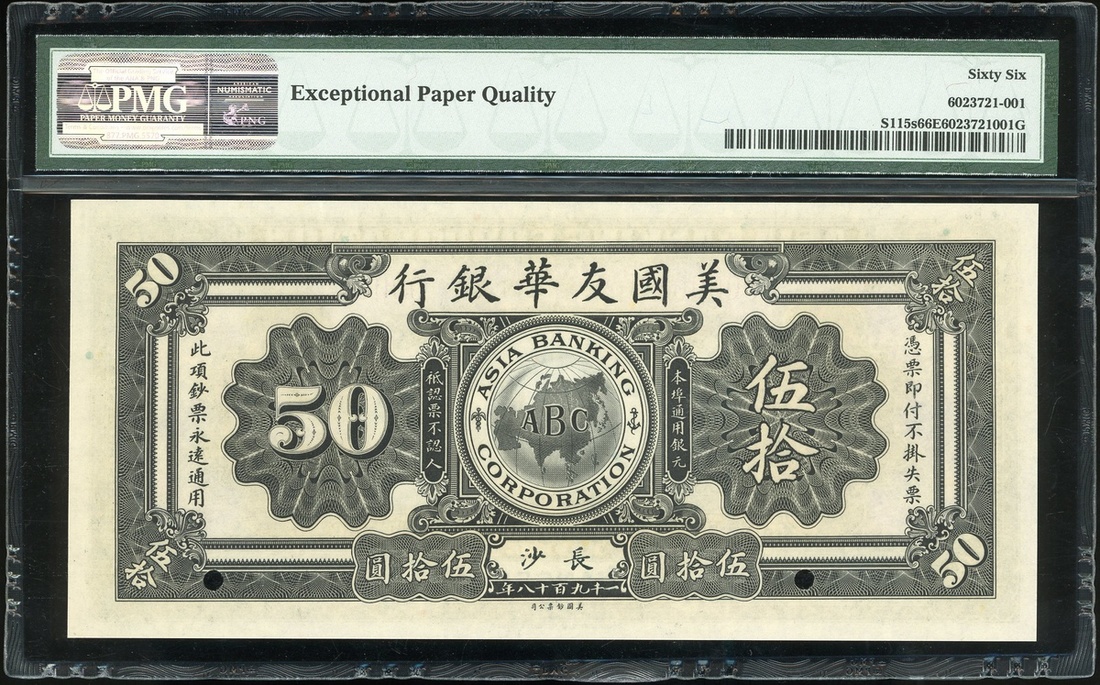 PMG
PAPER MONEY GUARANTY
NUMISMATIC
PNG
Exceptional Paper Quality
Sixty Six
6023721-001
S115s66E6023721001G
50
伍拾
行銀華友國美
憑票即付不掛失票
伍拾
本埠通用銀元
ASIA BANKING
ABC
CORPORATION
祗認票不認人
50
此項鈔票永遠通用
伍拾
圓拾伍
沙長
圓拾伍
年八十百九千一
50
美國鈔票公司